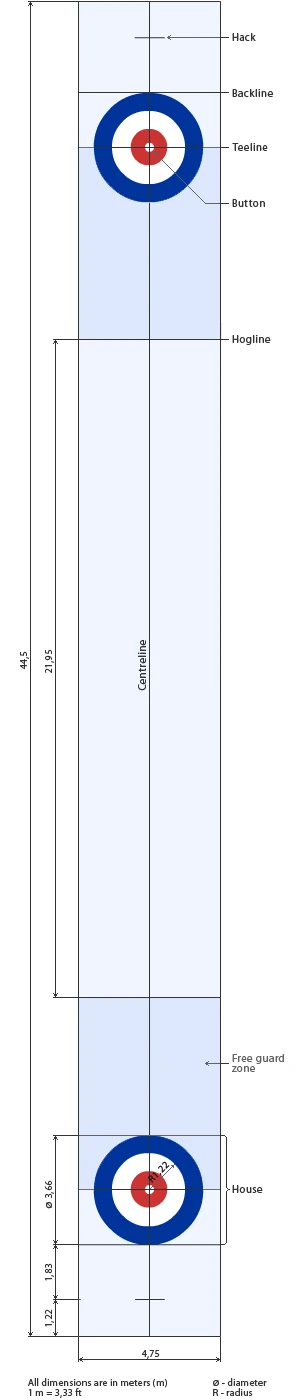 Hack
Backline
Teeline
Button
Hogline
44,5
21,95
Centreline
Free guard
zone
R1,22
ø 3,66
House
1,83
1,22
4,75
All dimensions are in meters (m)
1 m = 3,33 ft
ø - diameter
R - radius